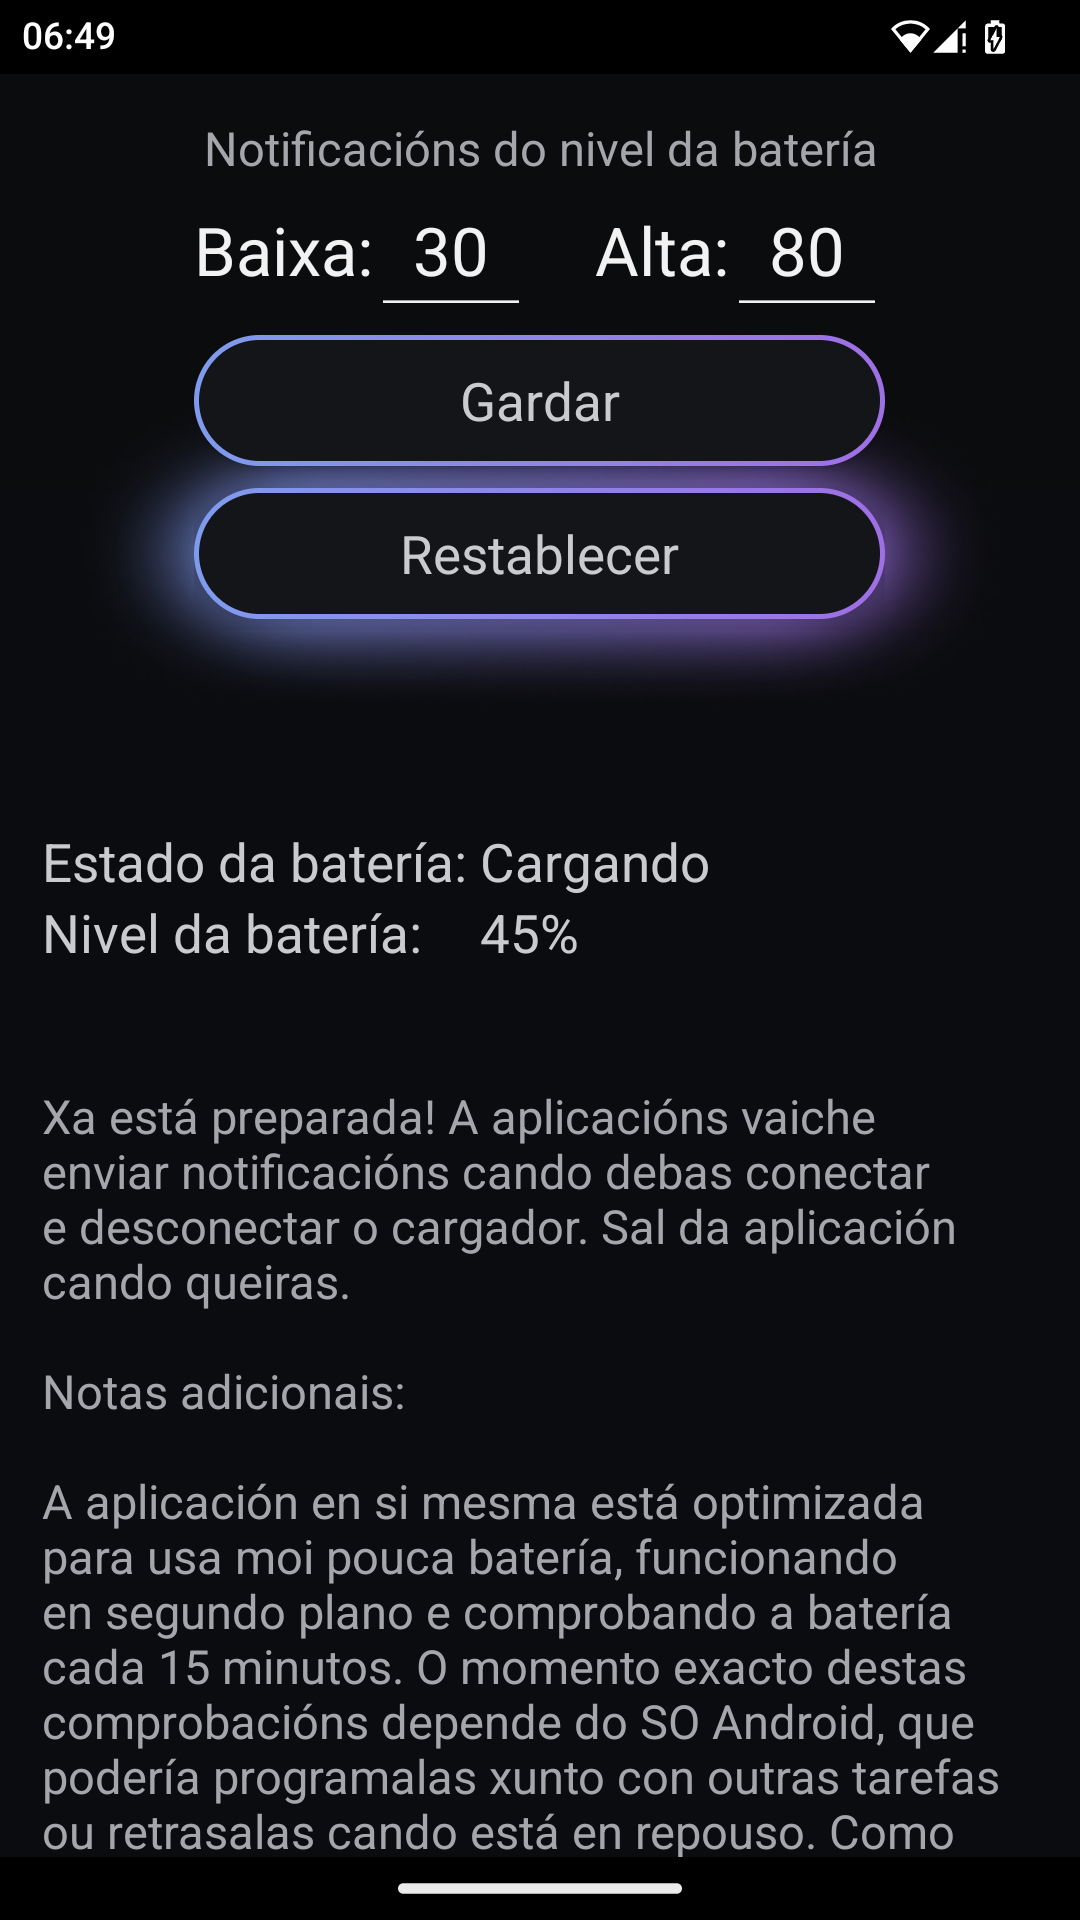 06:49
Notificacións do nivel da batería
Baixa: 30 Alta: 80
Gardar
Restablecer
Estado da batería: Cargando
Nivel da batería: 45%
Xa está preparada! A aplicacións vaiche
enviar notificacións cando debas conectar
e desconectar o cargador. Sal da aplicación
cando queiras.
Notas adicionais:
A aplicación en si mesma está optimizada
para usa moi pouca batería, funcionando
en segundo plano e comprobando a batería
cada 15 minutos. O momento exacto destas
comprobacións depende do SO Android, que
podería programalas xunto con outras tarefas
ou retrasalas cando está en repouso. Como